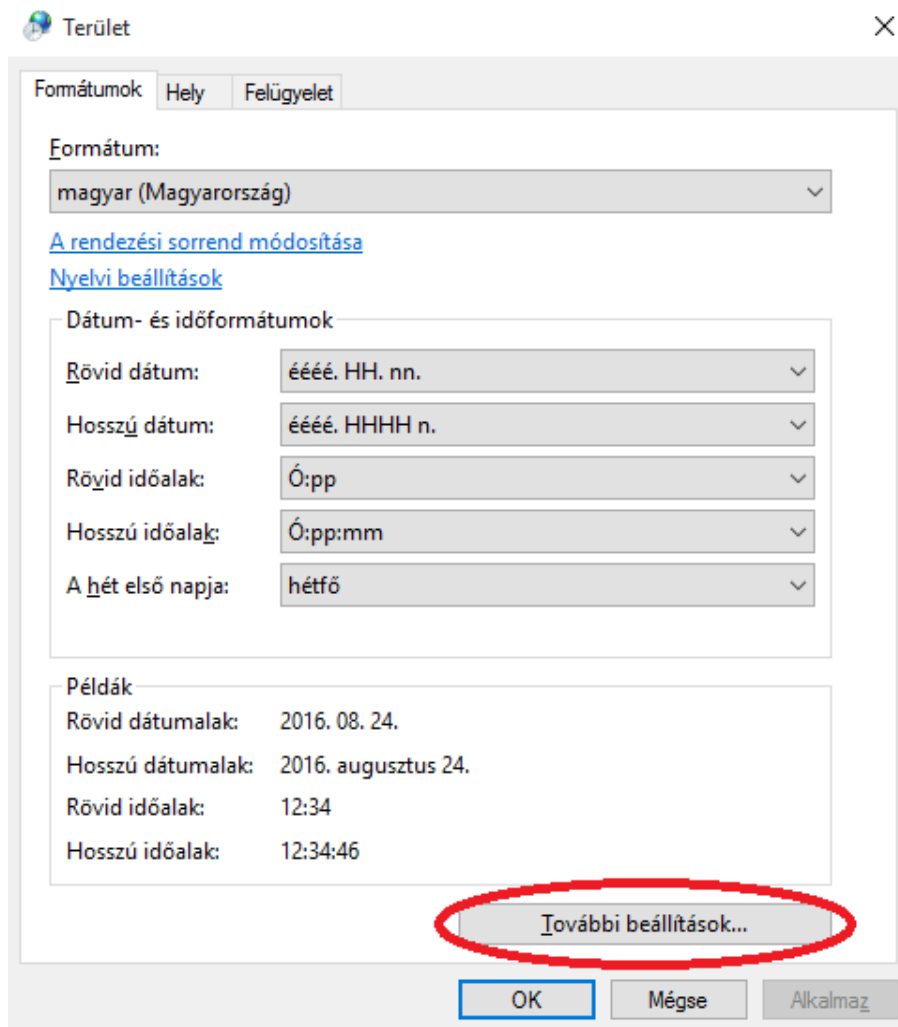 Terület
Formátumok Hely Felügyelet
Formátum:
magyar (Magyarország)
A rendezési sorrend módosítása
Nyelvi beállítások
Dátum- és időformátumok
Rövid dátum: éééé. HH. nn.
Hosszú dátum: éééé. HHHH n.
Rövid időalak: Ó:pp
Hosszú időalak: Ó:pp:mm
A hét első napja: hétfő
Példák
Rövid dátumalak: 2016. 08. 24.
Hosszú dátumalak: 2016. augusztus 24.
Rövid időalak: 12:34
Hosszú időalak: 12:34:46
További beállítások...
OK Mégse Alkalmaz